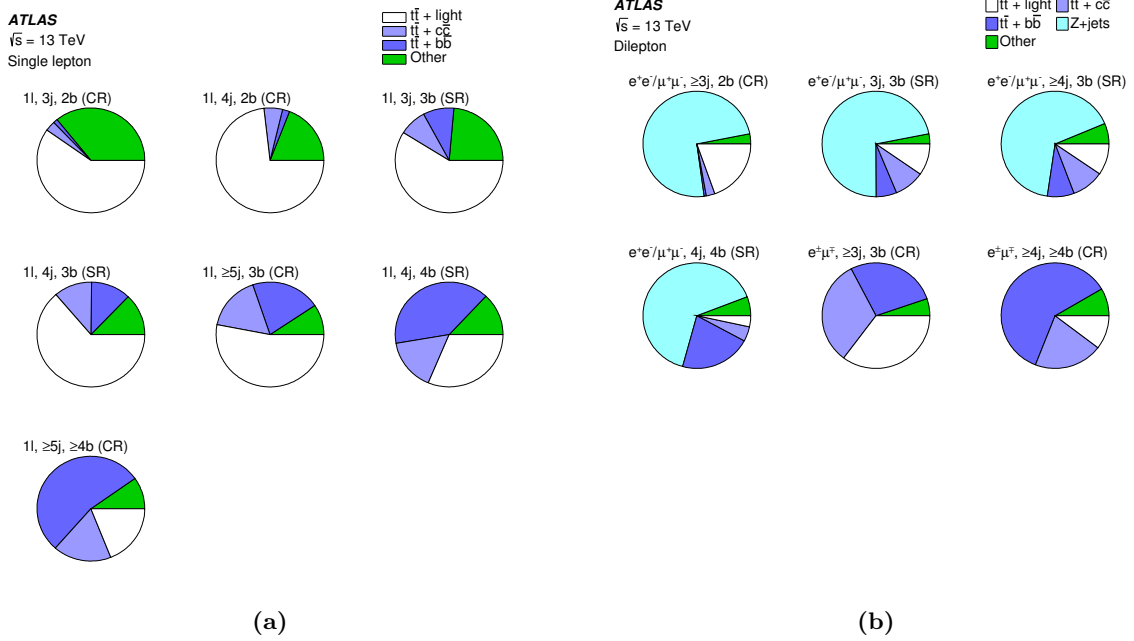 ATLAS
√s = 13 TeV
Single lepton
tt̄ + light
tt̄ + cc̄
tt̄ + bb̄
Other
1l, 3j, 2b (CR)
1l, 4j, 2b (CR)
1l, 3j, 3b (SR)
1l, 4j, 3b (SR)
1l, ≥5j, 3b (CR)
1l, 4j, 4b (SR)
1l, ≥5j, ≥4b (CR)
(a)
ATLAS
√s = 13 TeV
Dilepton
tt̄ + light
tt̄ + cc̄
tt̄ + bb̄
Z+jets
Other
e⁺e⁻/μ⁺μ⁻, ≥3j, 2b (CR)
e⁺e⁻/μ⁺μ⁻, 3j, 3b (SR)
e⁺e⁻/μ⁺μ⁻, ≥4j, 3b (SR)
e⁺e⁻/μ⁺μ⁻, 4j, 4b (SR)
e±μ∓, ≥3j, 3b (CR)
e±μ∓, ≥4j, ≥4b (CR)
(b)